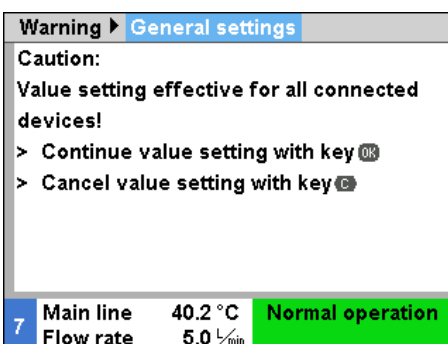 Warning ▶ General settings
Caution:
Value setting effective for all connected
devices!
> Continue value setting with key OK
> Cancel value setting with key C
7 Main line 40.2 °C Normal operation
Flow rate 5.0 L/min